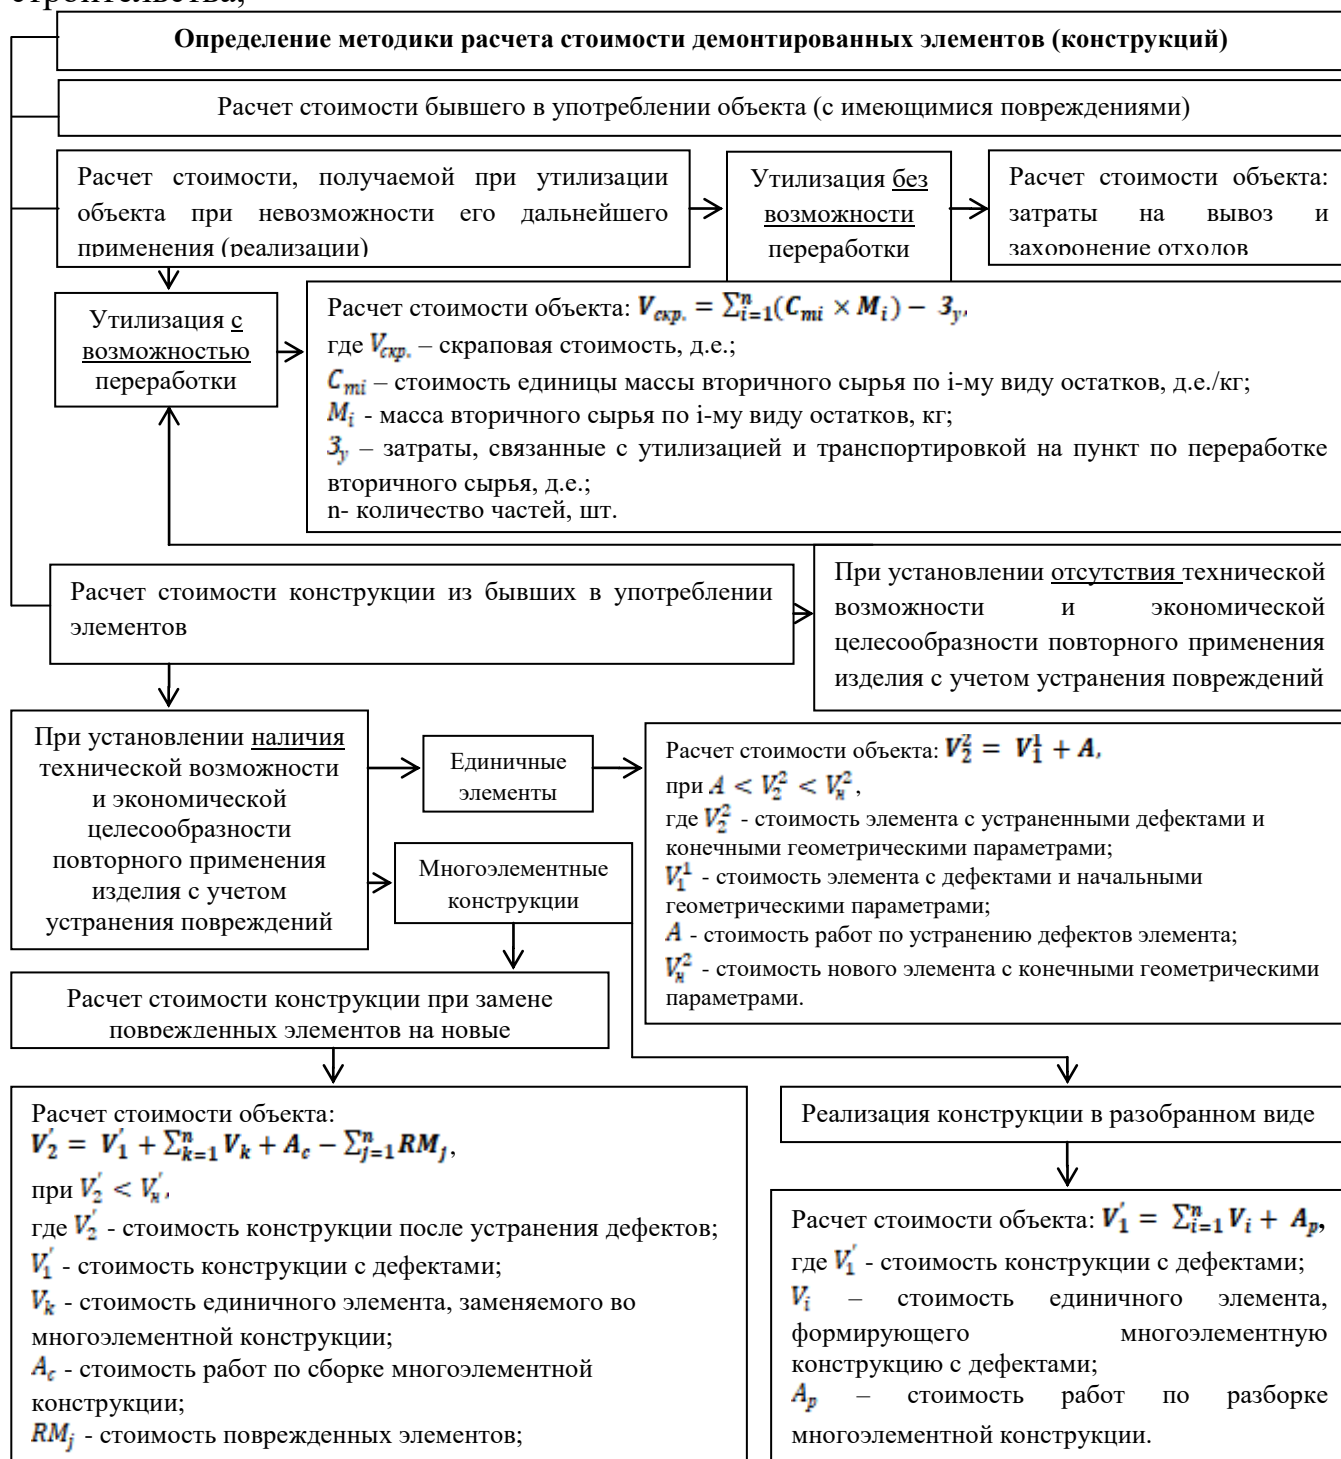 строительства;
Определение методики расчета стоимости демонтированных элементов (конструкций)
Расчет стоимости бывшего в употреблении объекта (с имеющимися повреждениями)
Расчет стоимости, получаемой при утилизации
объекта при невозможности его дальнейшего
применения (реализации)
Утилизация без
возможности
переработки
Расчет стоимости объекта:
затраты на вывоз и
захоронение отходов
Утилизация с
возможностью
переработки
Расчет стоимости объекта: V_скр. = ∑_{i=1}^{n}(C_{mi} × M_i) − З_у,
где V_скр. – скраповая стоимость, д.е.;
C_{mi} – стоимость единицы массы вторичного сырья по i-му виду остатков, д.е./кг;
M_i - масса вторичного сырья по i-му виду остатков, кг;
З_у – затраты, связанные с утилизацией и транспортировкой на пункт по переработке
вторичного сырья, д.е.;
n- количество частей, шт.
Расчет стоимости конструкции из бывших в употреблении
элементов
При установлении отсутствия технической
возможности и экономической
целесообразности повторного применения
изделия с учетом устранения повреждений
При установлении наличия
технической возможности
и экономической
целесообразности
повторного применения
изделия с учетом
устранения повреждений
Единичные
элементы
Расчет стоимости объекта: V_2^2 = V_1^1 + A,
при A < V_2^2 < V_н^2,
где V_2^2 - стоимость элемента с устраненными дефектами и
конечными геометрическими параметрами;
V_1^1 - стоимость элемента с дефектами и начальными
геометрическими параметрами;
A - стоимость работ по устранению дефектов элемента;
V_н^2 - стоимость нового элемента с конечными геометрическими
параметрами.
Многоэлементные
конструкции
Расчет стоимости конструкции при замене
поврежденных элементов на новые
Расчет стоимости объекта:
V_2' = V_1' + ∑_{k=1}^{n} V_k + A_c − ∑_{j=1}^{n} RM_j,
при V_2' < V_н',
где V_2' - стоимость конструкции после устранения дефектов;
V_1' - стоимость конструкции с дефектами;
V_k - стоимость единичного элемента, заменяемого во
многоэлементной конструкции;
A_c - стоимость работ по сборке многоэлементной
конструкции;
RM_j - стоимость поврежденных элементов;
Реализация конструкции в разобранном виде
Расчет стоимости объекта: V_1' = ∑_{i=1}^{n} V_i + A_p,
где V_1' - стоимость конструкции с дефектами;
V_i – стоимость единичного элемента,
формирующего многоэлементную
конструкцию с дефектами;
A_p – стоимость работ по разборке
многоэлементной конструкции.